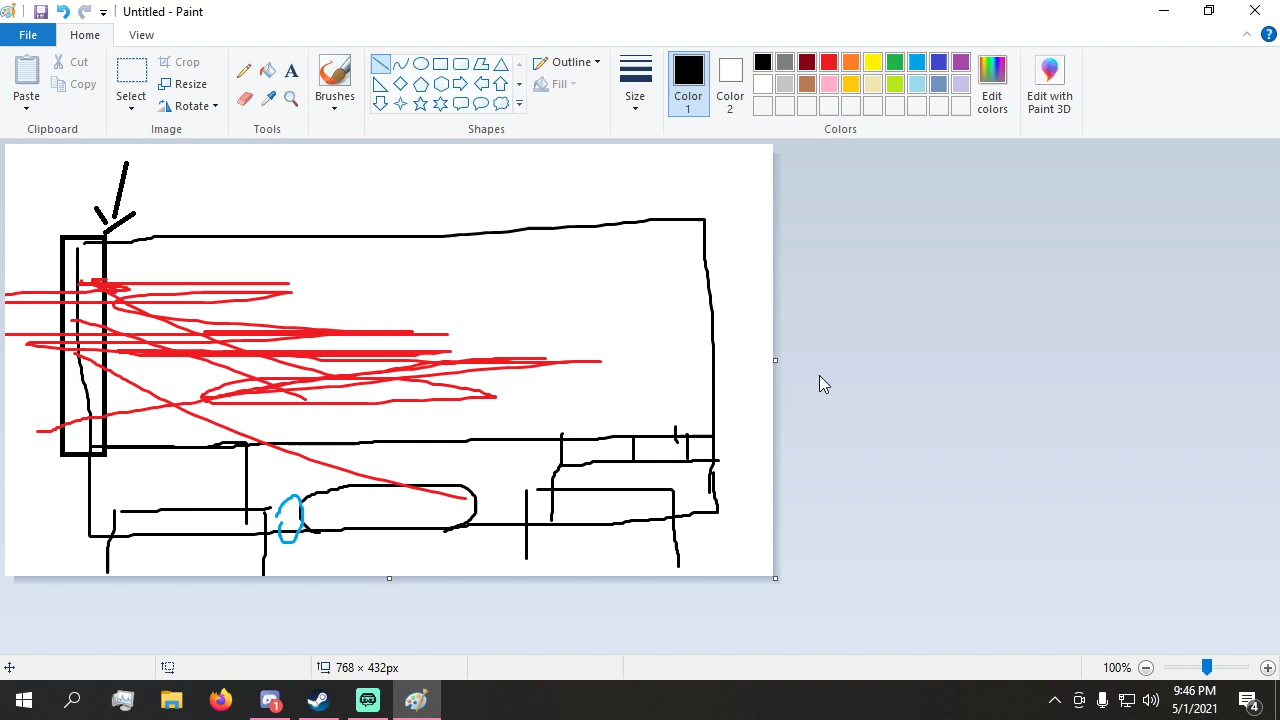 Untitled - Paint
File
Home
View
Paste
Cut
Copy
Clipboard
Select
Crop
Resize
Rotate
Image
Tools
Brushes
Shapes
Outline
Fill
Size
Color 1
Color 2
Colors
Edit colors
Edit with Paint 3D
768 × 432px
100%
1
9:46 PM
5/1/2021
4